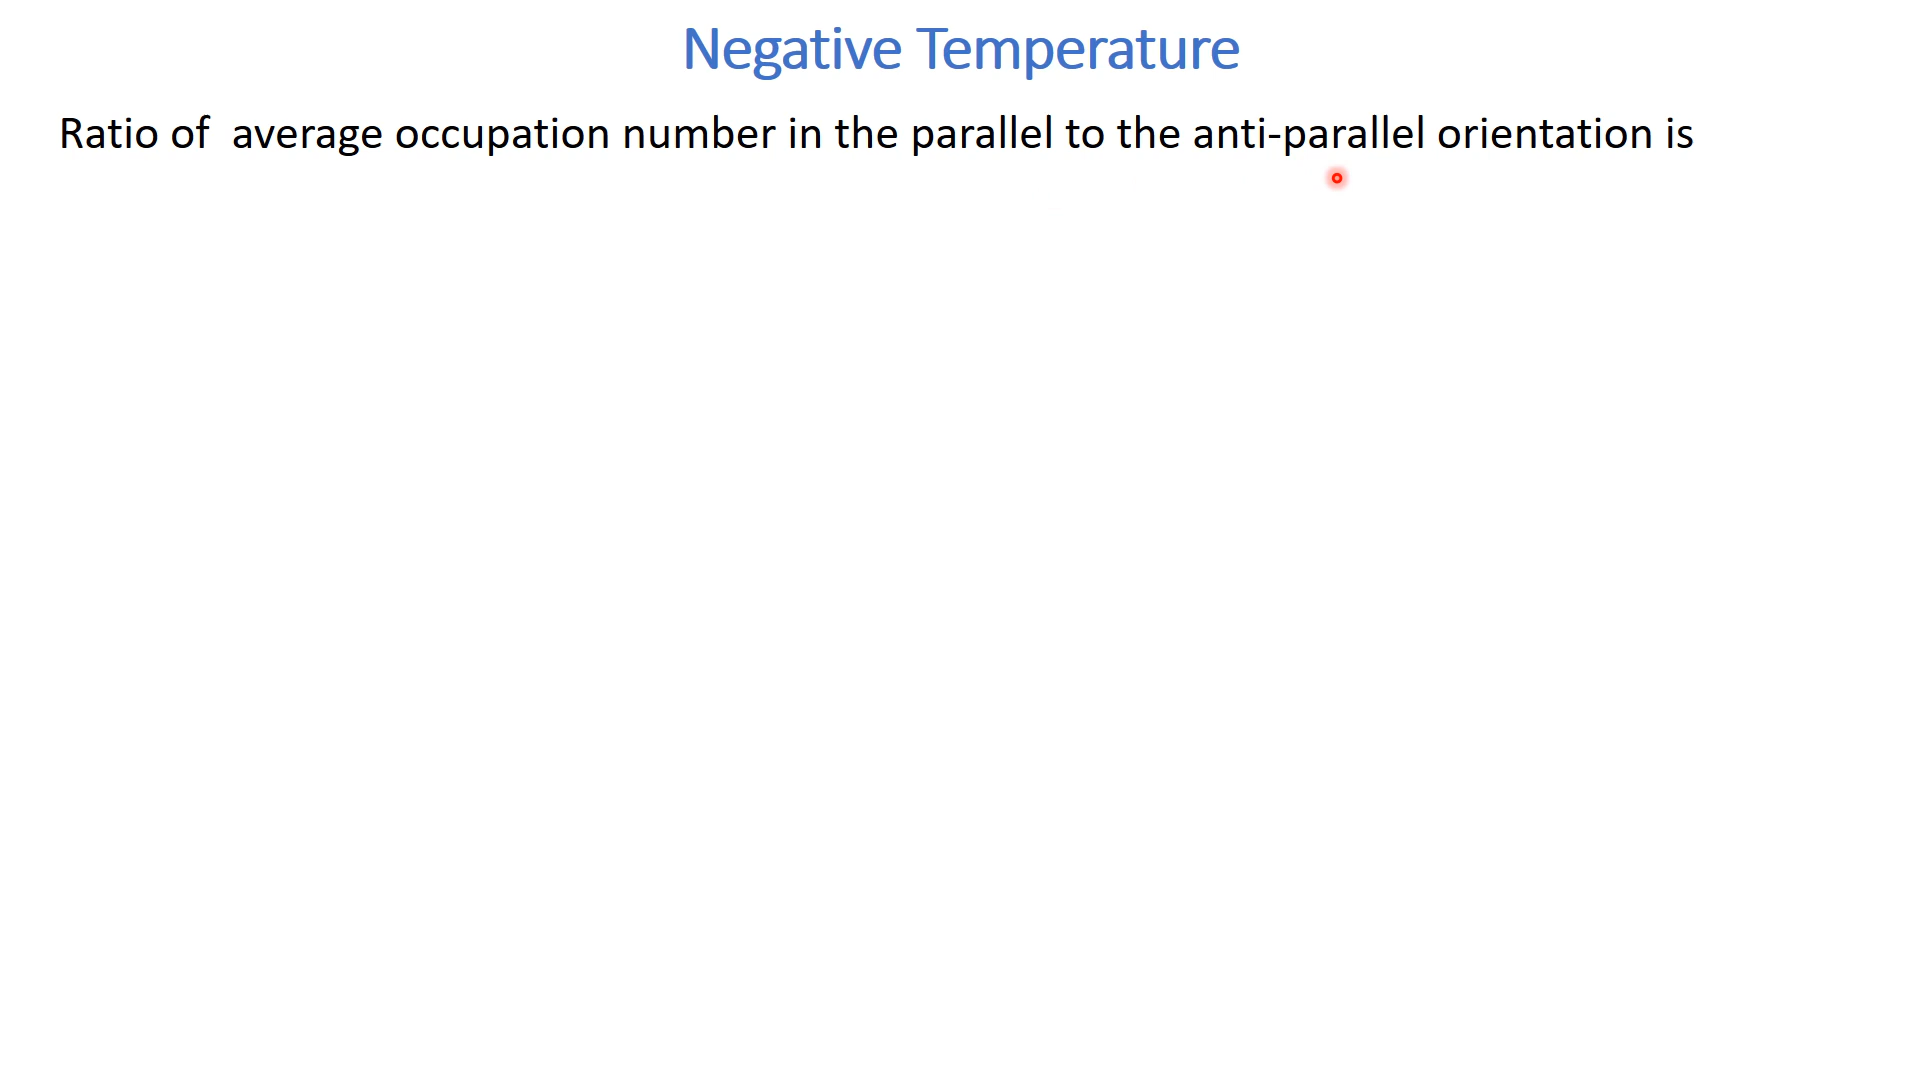 Negative Temperature
Ratio of  average occupation number in the parallel to the anti-parallel orientation is